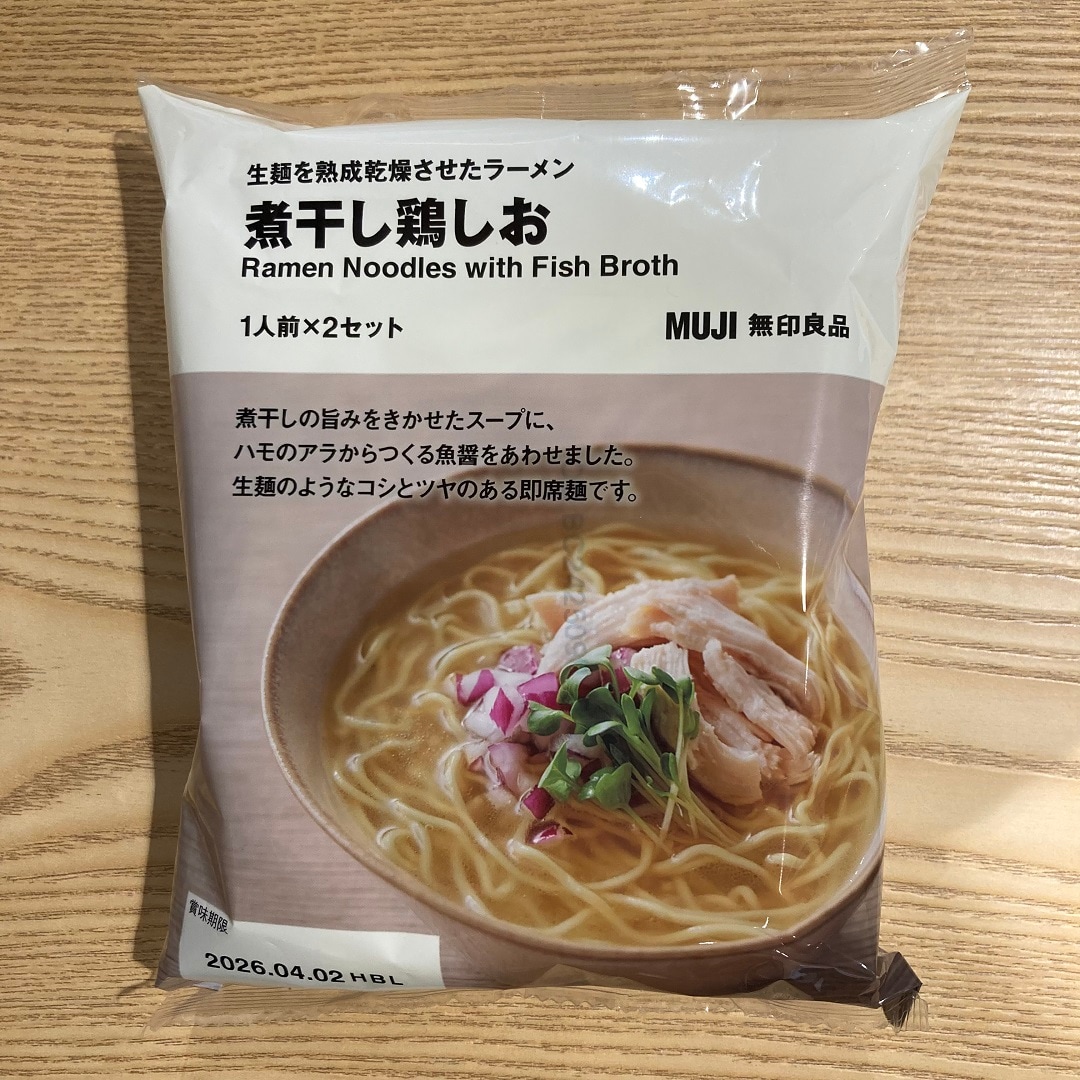 生麺を熟成乾燥させたラーメン
煮干し鶏しお
Ramen Noodles with Fish Broth
1人前×2セット
MUJI 無印良品
煮干しの旨みをきかせたスープに、
ハモのアラからつくる魚醤をあわせました。
生麺のようなコシとツヤのある即席麺です。
賞味期限
2026.04.02 HBL